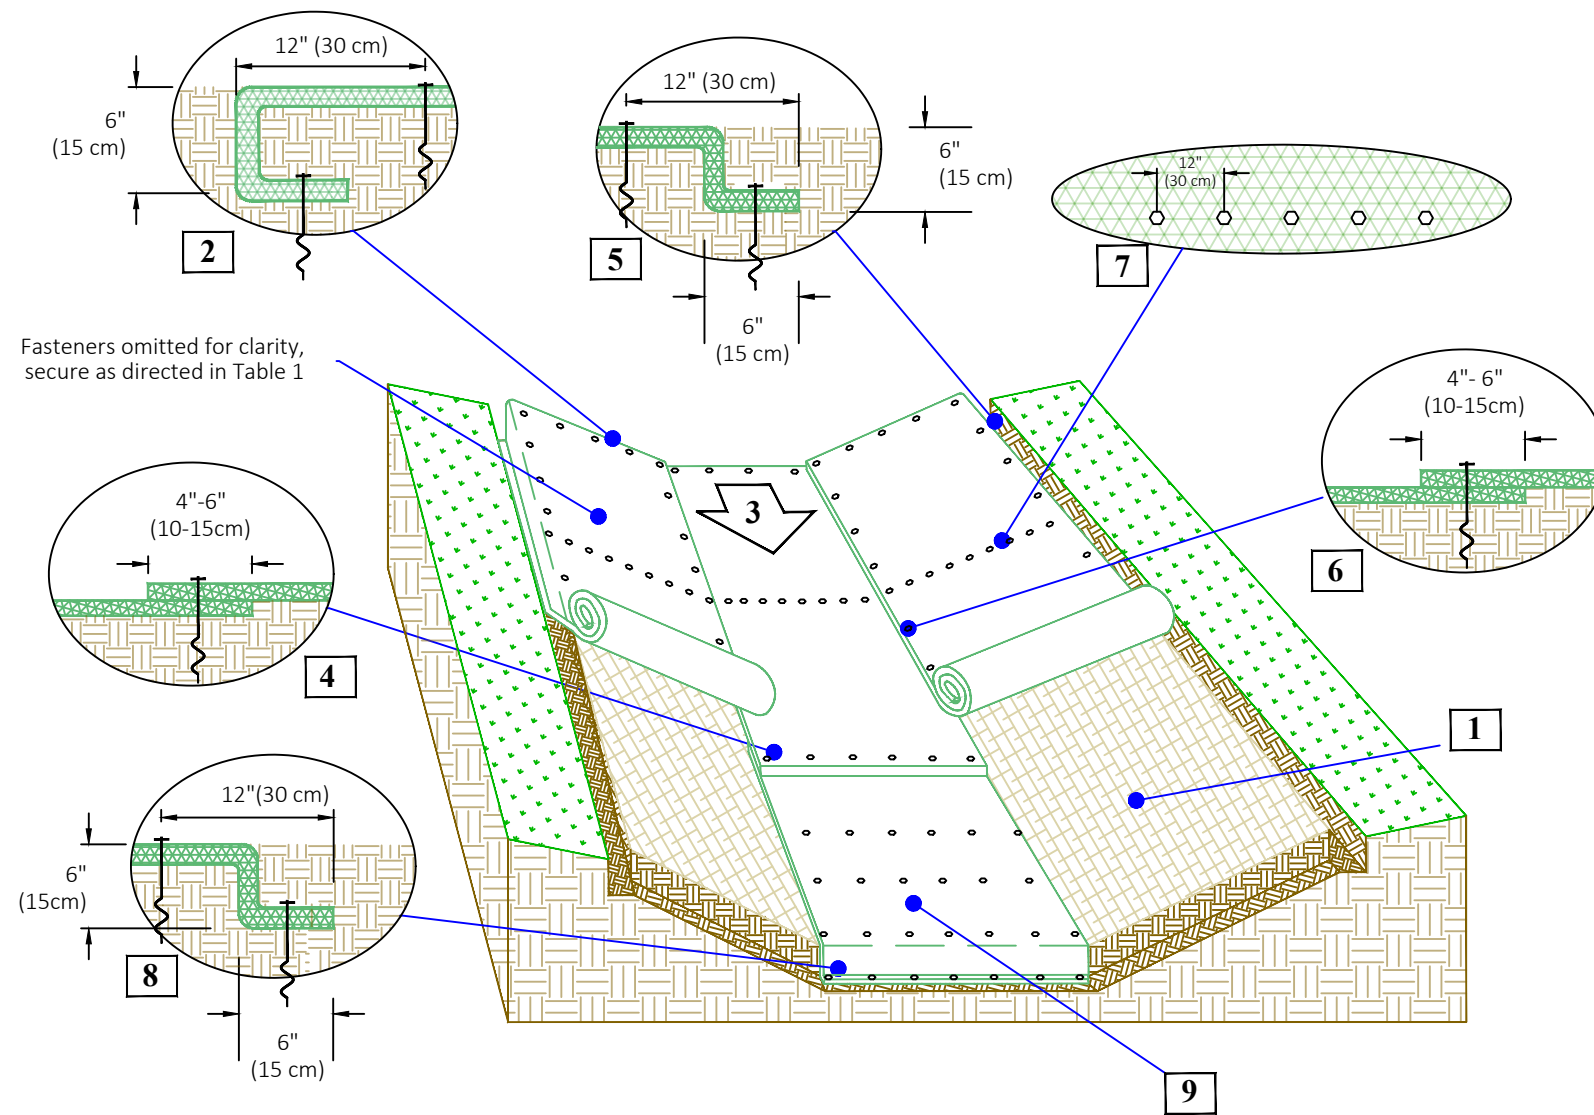 12" (30 cm)
6"
(15 cm)
2
12" (30 cm)
6"
(15 cm)
5
6"
(15 cm)
12"
(30 cm)
7
Fasteners omitted for clarity,
secure as directed in Table 1
4"- 6"
(10-15cm)
6
3
4"-6"
(10-15cm)
4
1
12"(30 cm)
6"
(15cm)
8
6"
(15 cm)
9